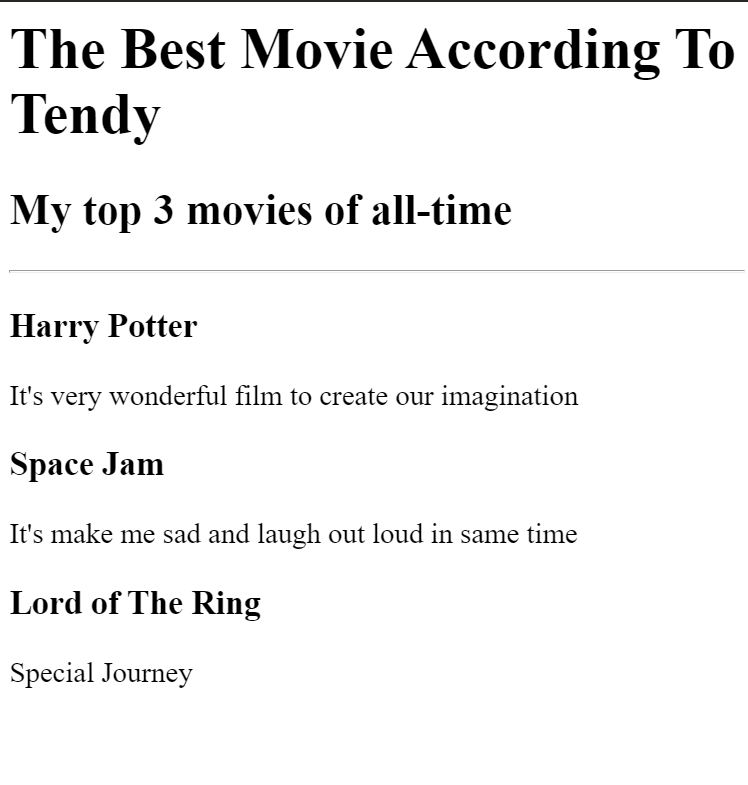 The Best Movie According To
Tendy
My top 3 movies of all-time
Harry Potter
It's very wonderful film to create our imagination
Space Jam
It's make me sad and laugh out loud in same time
Lord of The Ring
Special Journey